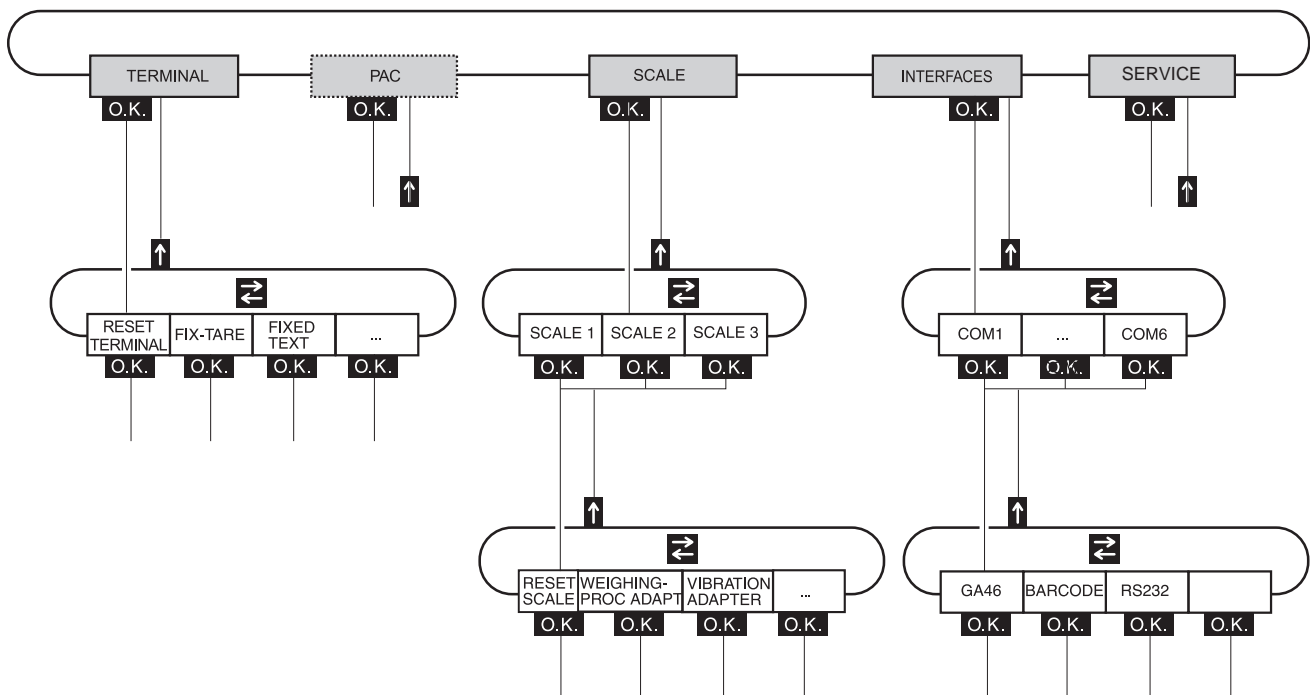 TERMINAL
PAC
SCALE
INTERFACES
SERVICE
O.K.
O.K.
O.K.
O.K.
O.K.
RESET
TERMINAL
FIX-TARE
FIXED
TEXT
...
SCALE 1
SCALE 2
SCALE 3
COM1
...
COM6
O.K.
O.K.
O.K.
O.K.
O.K.
O.K.
O.K.
O.K.
O.K.
O.K.
RESET
SCALE
WEIGHING-
PROC ADAPT
VIBRATION
ADAPTER
...
GA46
BARCODE
RS232
O.K.
O.K.
O.K.
O.K.
O.K.
O.K.
O.K.
O.K.